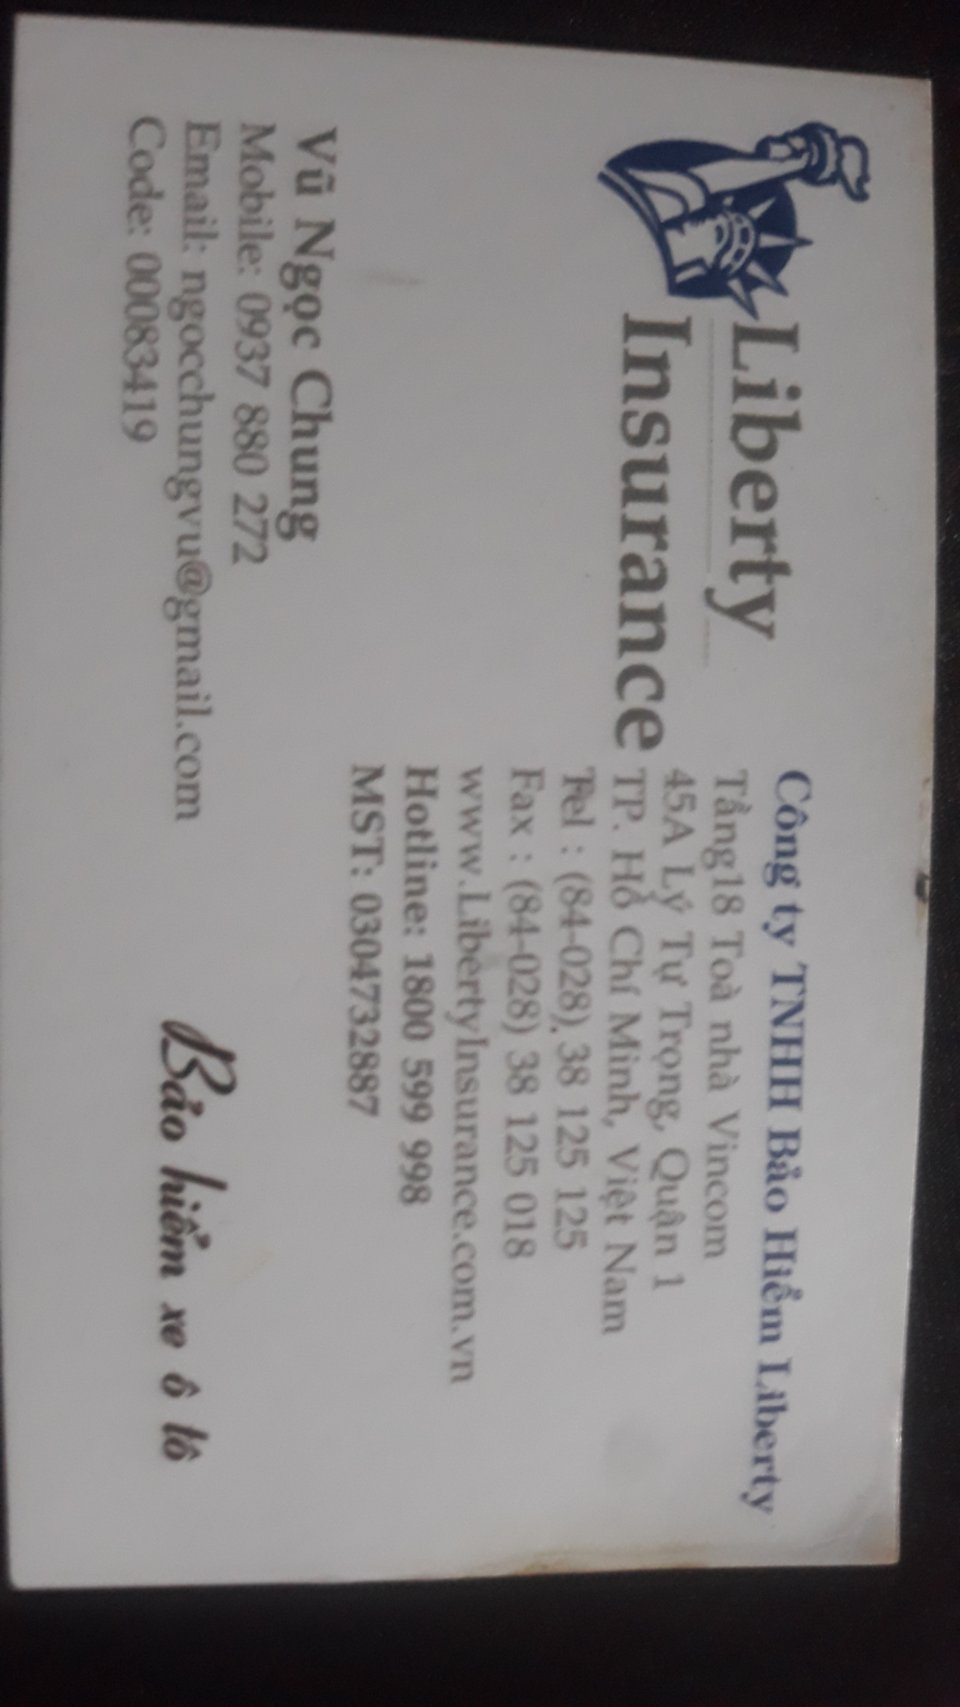 Liberty
Insurance
Công ty TNHH Bảo Hiểm Liberty
Tầng18 Toà nhà Vincom
45A Lý Tự Trọng, Quận 1
TP. Hồ Chí Minh, Việt Nam
Tel : (84-028). 38 125 125
Fax : (84-028) 38 125 018
www.LibertyInsurance.com.vn
Hotline: 1800 599 998
MST: 0304732887
Vũ Ngọc Chung
Mobile: 0937 880 272
Email: ngocchungvu@gmail.com
Code: 00083419
Bảo hiểm xe ô tô